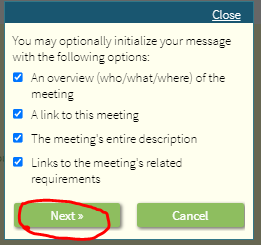 Close
You may optionally initialize your message
with the following options:
An overview (who/what/where) of the
meeting
A link to this meeting
The meeting's entire description
Links to the meeting's related
requirements
Next »
Cancel